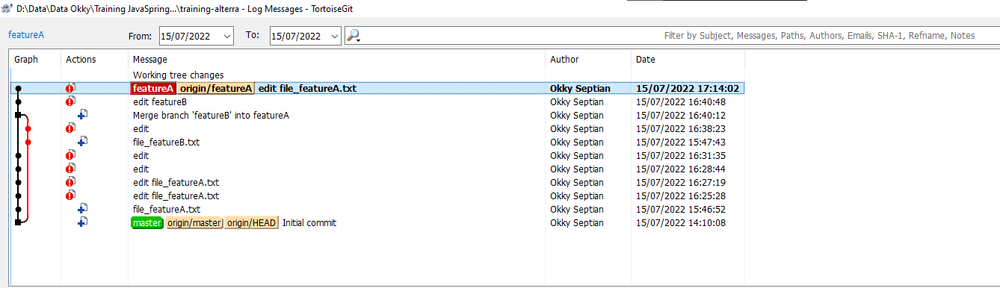 D:\Data\Data Okky\Training JavaSpring...\training-alterra - Log Messages - TortoiseGit
featureA From: 15/07/2022 To: 15/07/2022 Filter by Subject, Messages, Paths, Authors, Emails, SHA-1, Refname, Notes
Graph Actions Message Author Date
Working tree changes
featureA origin/featureA edit file_featureA.txt Okky Septian 15/07/2022 17:14:02
edit featureB Okky Septian 15/07/2022 16:40:48
Merge branch 'featureB' into featureA Okky Septian 15/07/2022 16:40:12
edit Okky Septian 15/07/2022 16:38:23
file_featureB.txt Okky Septian 15/07/2022 15:47:43
edit Okky Septian 15/07/2022 16:31:35
edit Okky Septian 15/07/2022 16:28:44
edit file_featureA.txt Okky Septian 15/07/2022 16:27:19
edit file_featureA.txt Okky Septian 15/07/2022 16:25:28
file_featureA.txt Okky Septian 15/07/2022 15:46:52
master origin/master origin/HEAD Initial commit Okky Septian 15/07/2022 14:10:08